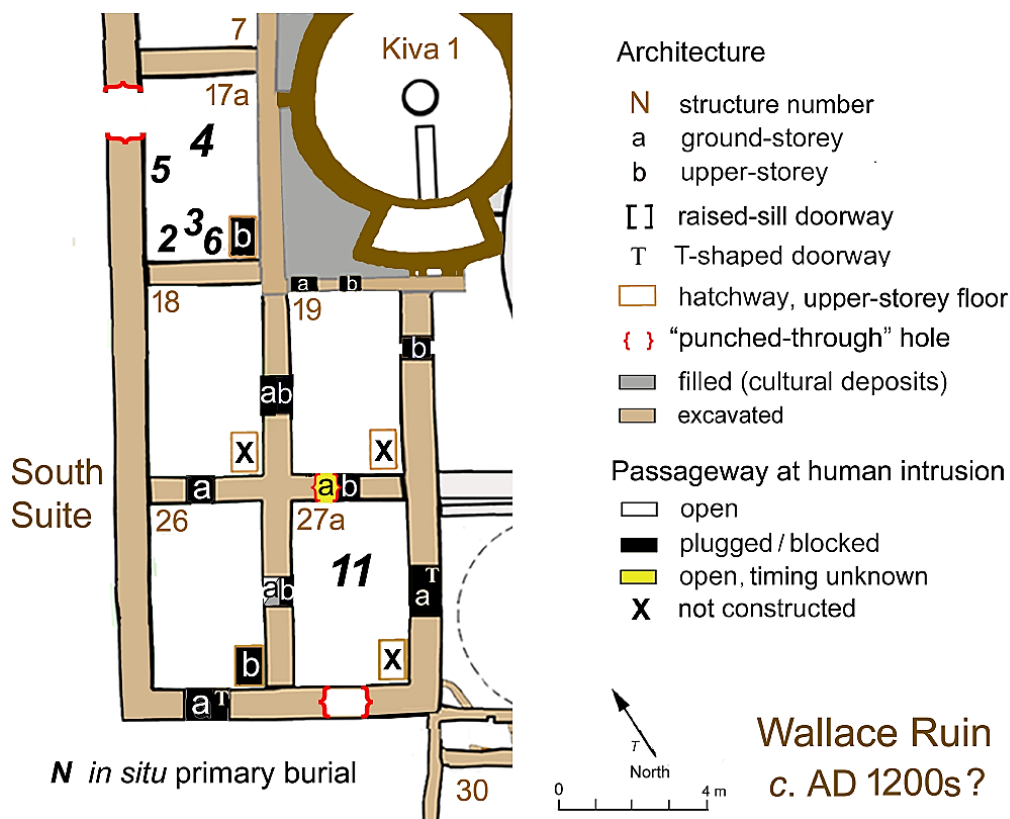 7
Kiva 1
17a
4
5
3
2
6
b
18
a
b
19
b
ab
X
X
South
Suite
a
a
b
26
27a
11
a
b
T
a
b
X
a
T
N in situ primary burial
30
Architecture
N structure number
a ground-storey
b upper-storey
[ ] raised-sill doorway
T T-shaped doorway
hatchway, upper-storey floor
{ } “punched-through” hole
filled (cultural deposits)
excavated
Passageway at human intrusion
open
plugged / blocked
open, timing unknown
X not constructed
T
North
0
4 m
Wallace Ruin
c. AD 1200s?